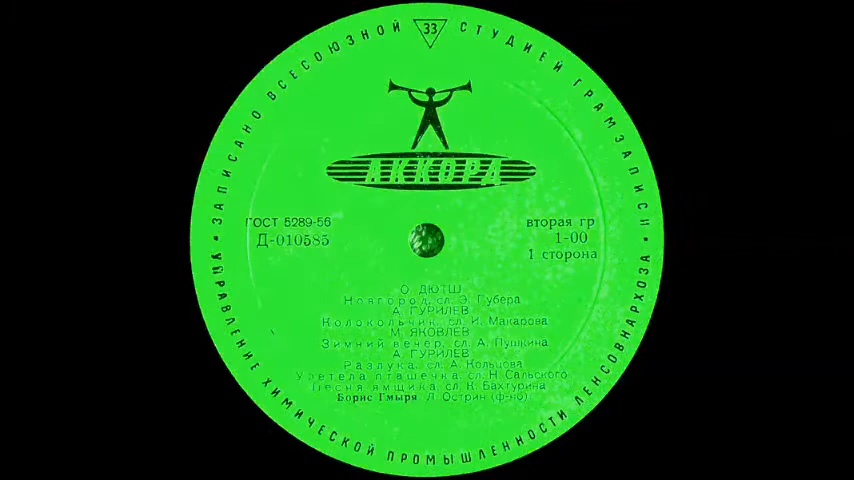 ЗАПИСАНО ВСЕСОЮЗНОЙ СТУДИЕЙ ГРАМЗАПИСИ
33
АККОРД
ГОСТ 5289-56
Д-010585
вторая гр
1-00
1 сторона
О. ДЮТШ
Новгород, сл. Э. Губера
А. ГУРИЛЕВ
Колокольчик, сл. И. Макарова
М. ЯКОВЛЕВ
Зимний вечер, сл. А. Пушкина
А. ГУРИЛЕВ
Разлука, сл. А. Кольцова
Улетела пташечка, сл. Н. Сальского
Песня ямщика, сл. К. Бахтурина
Борис Гмыря Л. Острин (ф-но)
УПРАВЛЕНИЕ ХИМИЧЕСКОЙ ПРОМЫШЛЕННОСТИ ЛЕНСОВНАРХОЗА